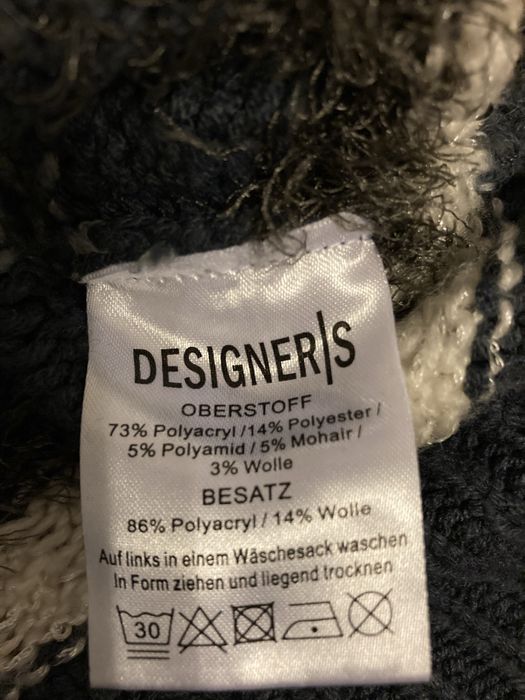 DESIGNER|S
OBERSTOFF
73% Polyacryl /14% Polyester /
5% Polyamid / 5% Mohair /
3% Wolle
BESATZ
86% Polyacryl / 14% Wolle
Auf links in einem Wäschesack waschen
In Form ziehen und liegend trocknen
30